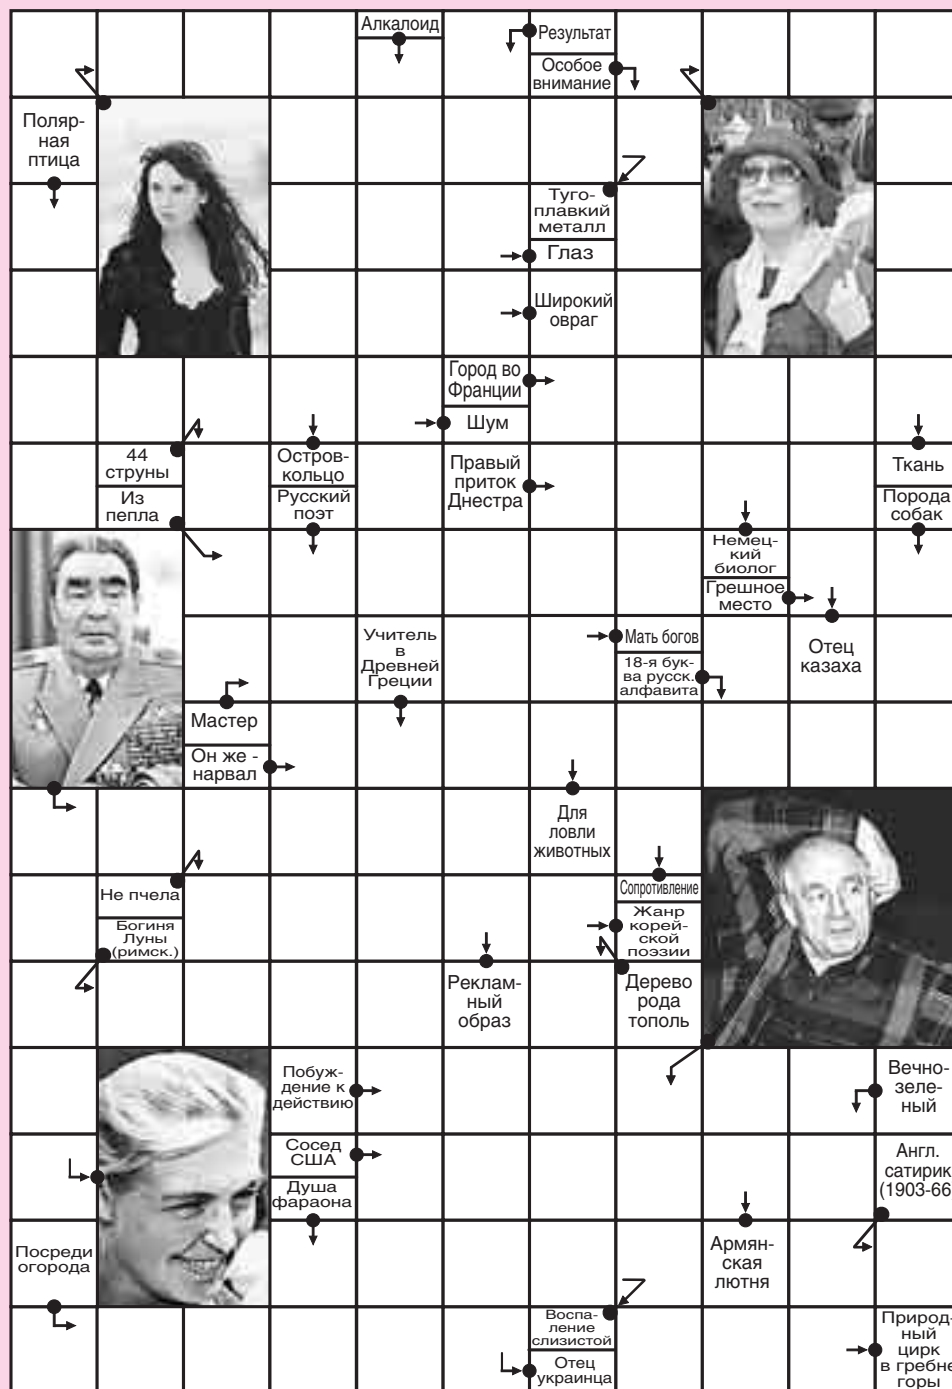 Алкалоид
Результат
Особое
внимание
Поляр-
ная
птица
Туго-
плавкий
металл
Глаз
Широкий
овраг
Город во
Франции
Шум
44
струны
Из
пепла
Остров-
кольцо
Русский
поэт
Правый
приток
Днестра
Ткань
Порода
собак
Немец-
кий
биолог
Грешное
место
Учитель
в
Древней
Греции
Мать богов
18-я бук-
ва русск.
алфавита
Отец
казаха
Мастер
Он же -
нарвал
Для
ловли
животных
Не пчела
Богиня
Луны
(римск.)
Сопротивление
Жанр
корей-
ской
поэзии
Реклам-
ный
образ
Дерево
рода
тополь
Побуж-
дение к
действию
Вечно-
зеле-
ный
Сосед
США
Душа
фараона
Англ.
сатирик
(1903-66
Посреди
огорода
Армян-
ская
лютня
Воспа-
ление
слизистой
Отец
украинца
Природ-
ный
цирк
в гребне
горы